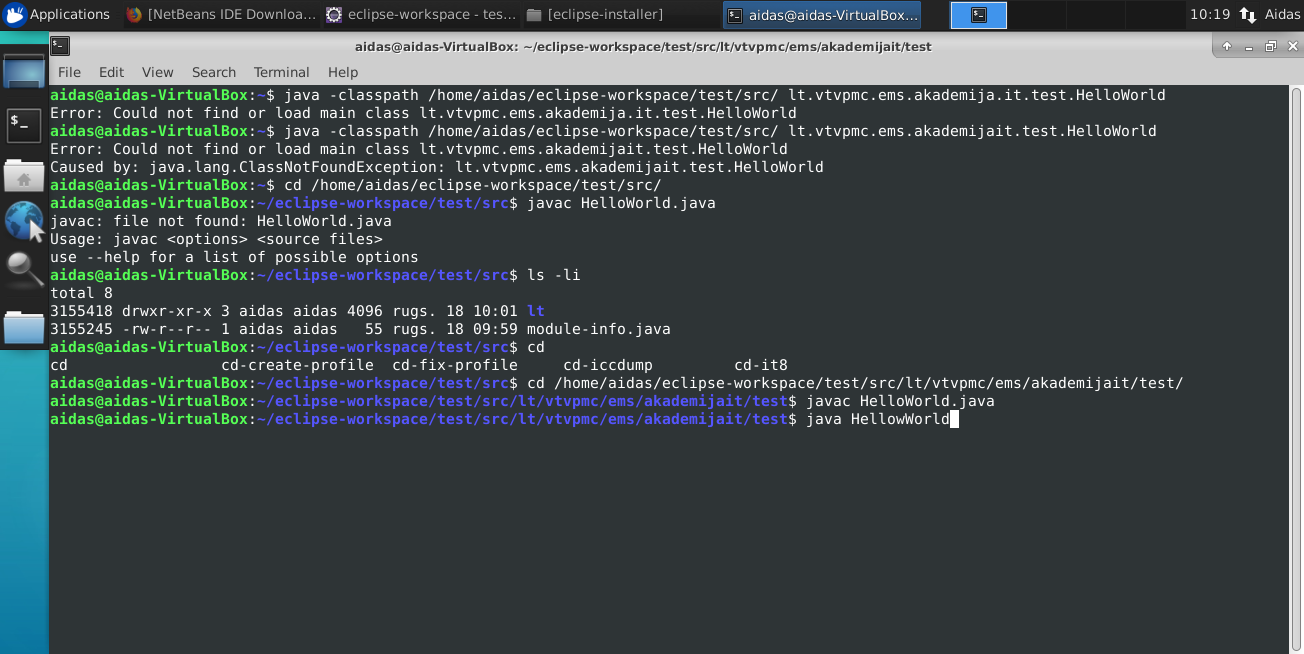 Applications [NetBeans IDE Downloa... eclipse-workspace - tes... [eclipse-installer] aidas@aidas-VirtualBox... 10:19 Aidas
aidas@aidas-VirtualBox: ~/eclipse-workspace/test/src/lt/vtvpmc/ems/akademijait/test
File Edit View Search Terminal Help
aidas@aidas-VirtualBox:~$ java -classpath /home/aidas/eclipse-workspace/test/src/ lt.vtvpmc.ems.akademija.it.test.HelloWorld
Error: Could not find or load main class lt.vtvpmc.ems.akademija.it.test.HelloWorld
aidas@aidas-VirtualBox:~$ java -classpath /home/aidas/eclipse-workspace/test/src/ lt.vtvpmc.ems.akademijait.test.HelloWorld
Error: Could not find or load main class lt.vtvpmc.ems.akademijait.test.HelloWorld
Caused by: java.lang.ClassNotFoundException: lt.vtvpmc.ems.akademijait.test.HelloWorld
aidas@aidas-VirtualBox:~$ cd /home/aidas/eclipse-workspace/test/src/
aidas@aidas-VirtualBox:~/eclipse-workspace/test/src$ javac HelloWorld.java
javac: file not found: HelloWorld.java
Usage: javac <options> <source files>
use --help for a list of possible options
aidas@aidas-VirtualBox:~/eclipse-workspace/test/src$ ls -li
total 8
3155418 drwxr-xr-x 3 aidas aidas 4096 rugs. 18 10:01 lt
3155245 -rw-r--r-- 1 aidas aidas   55 rugs. 18 09:59 module-info.java
aidas@aidas-VirtualBox:~/eclipse-workspace/test/src$ cd
cd                 cd-create-profile  cd-fix-profile     cd-iccdump         cd-it8
aidas@aidas-VirtualBox:~/eclipse-workspace/test/src$ cd /home/aidas/eclipse-workspace/test/src/lt/vtvpmc/ems/akademijait/test/
aidas@aidas-VirtualBox:~/eclipse-workspace/test/src/lt/vtvpmc/ems/akademijait/test$ javac HelloWorld.java
aidas@aidas-VirtualBox:~/eclipse-workspace/test/src/lt/vtvpmc/ems/akademijait/test$ java HellowWorld